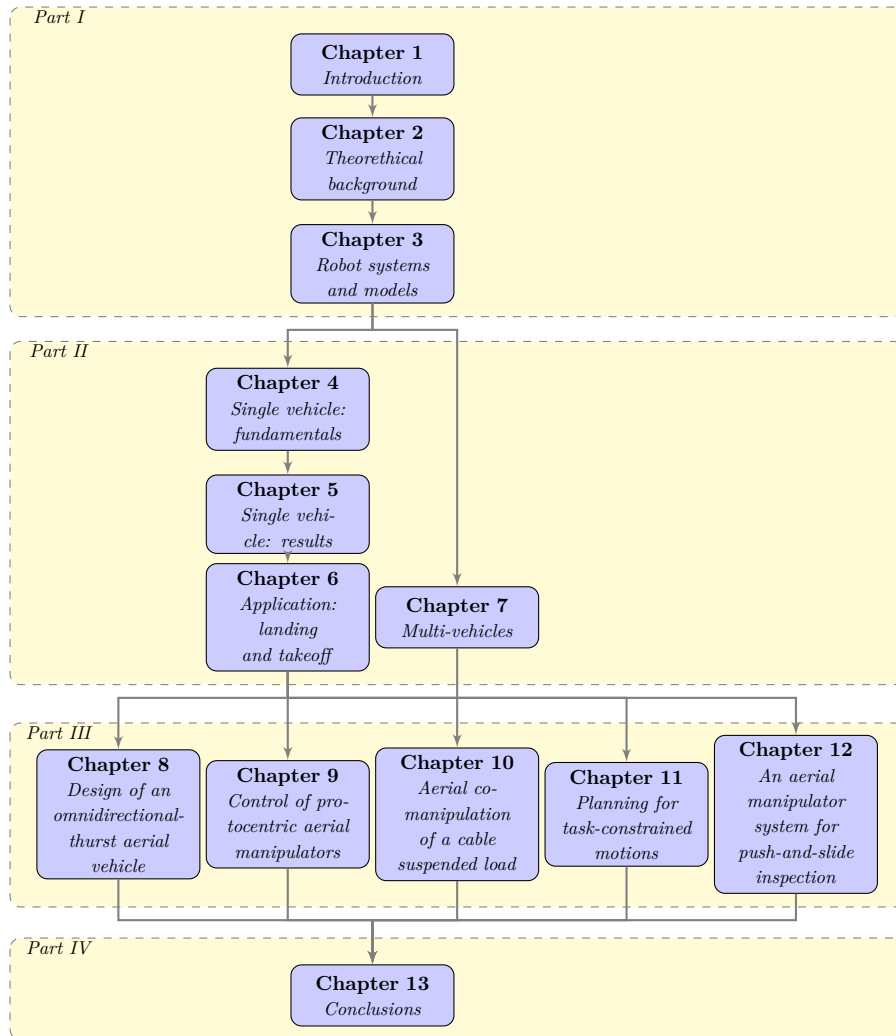 Part I
Chapter 1
Introduction
Chapter 2
Theorethical
background
Chapter 3
Robot systems
and models
Part II
Chapter 4
Single vehicle:
fundamentals
Chapter 5
Single vehi-
cle: results
Chapter 6
Application:
landing
and takeoff
Chapter 7
Multi-vehicles
Part III
Chapter 8
Design of an
omnidirectional-
thurst aerial
vehicle
Chapter 9
Control of pro-
tocentric aerial
manipulators
Chapter 10
Aerial co-
manipulation
of a cable
suspended load
Chapter 11
Planning for
task-constrained
motions
Chapter 12
An aerial
manipulator
system for
push-and-slide
inspection
Part IV
Chapter 13
Conclusions